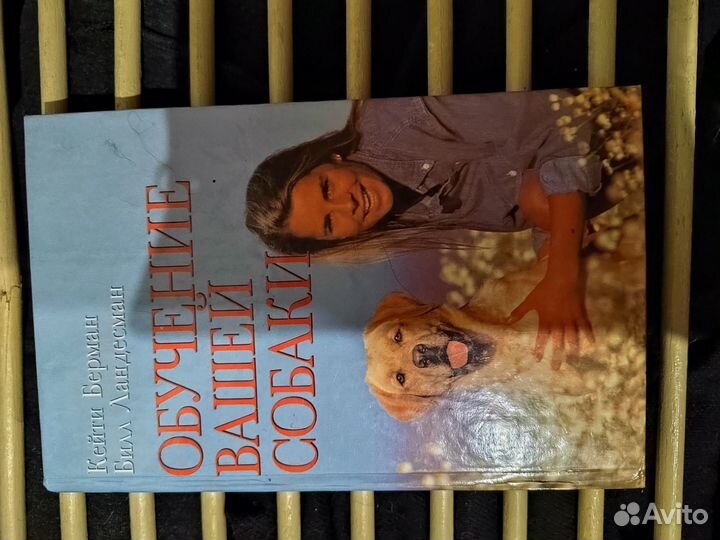 Кейти Берман
Билл Ландесман
ОБУЧЕНИЕ
ВАШЕЙ
СОБАКИ
Avito